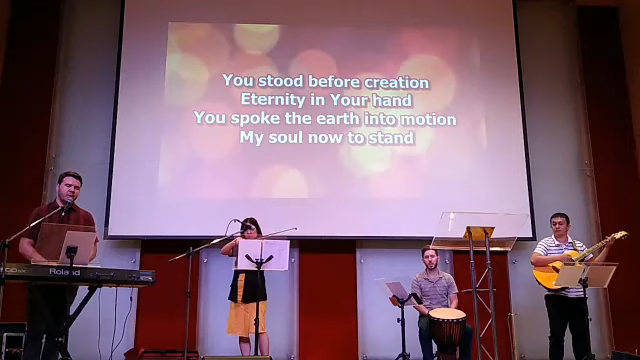 You stood before creation
Eternity in Your hand
You spoke the earth into motion
My soul now to stand
Roland